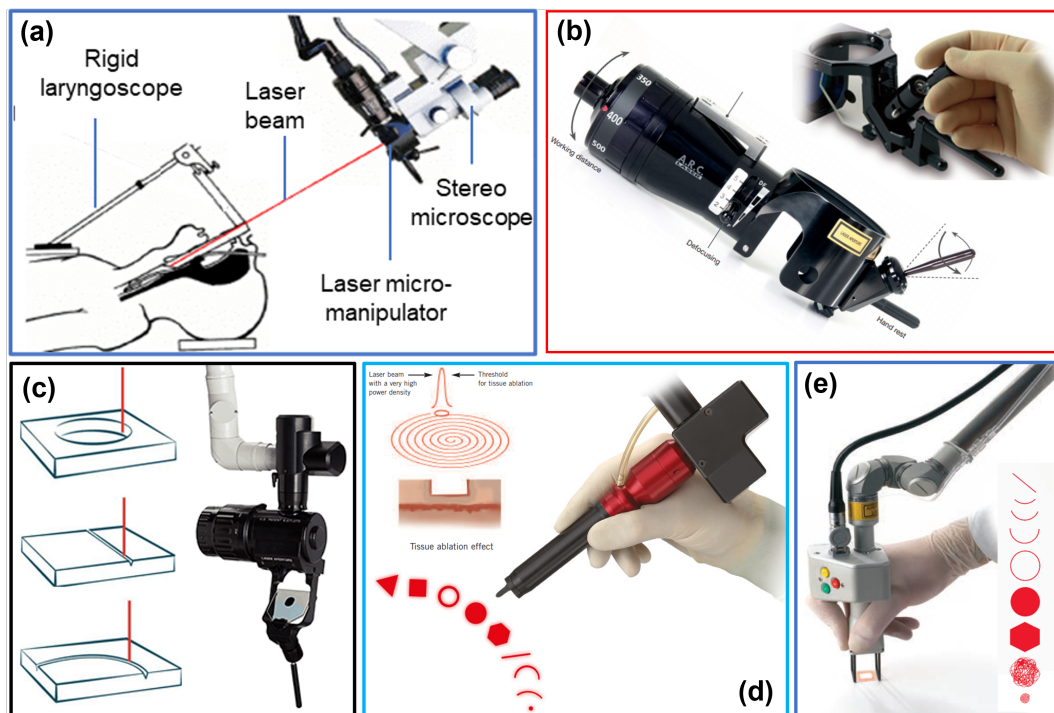 (a)
Rigid
laryngoscope
Laser
beam
Stereo
microscope
Laser micro-
manipulator
(b)
350
400
500
Working distance
A.R.C
Defocusing
Hand rest
(c)
Laser beam
with a very high
power density
Threshold
for tissue ablation
Tissue ablation effect
(d)
(e)